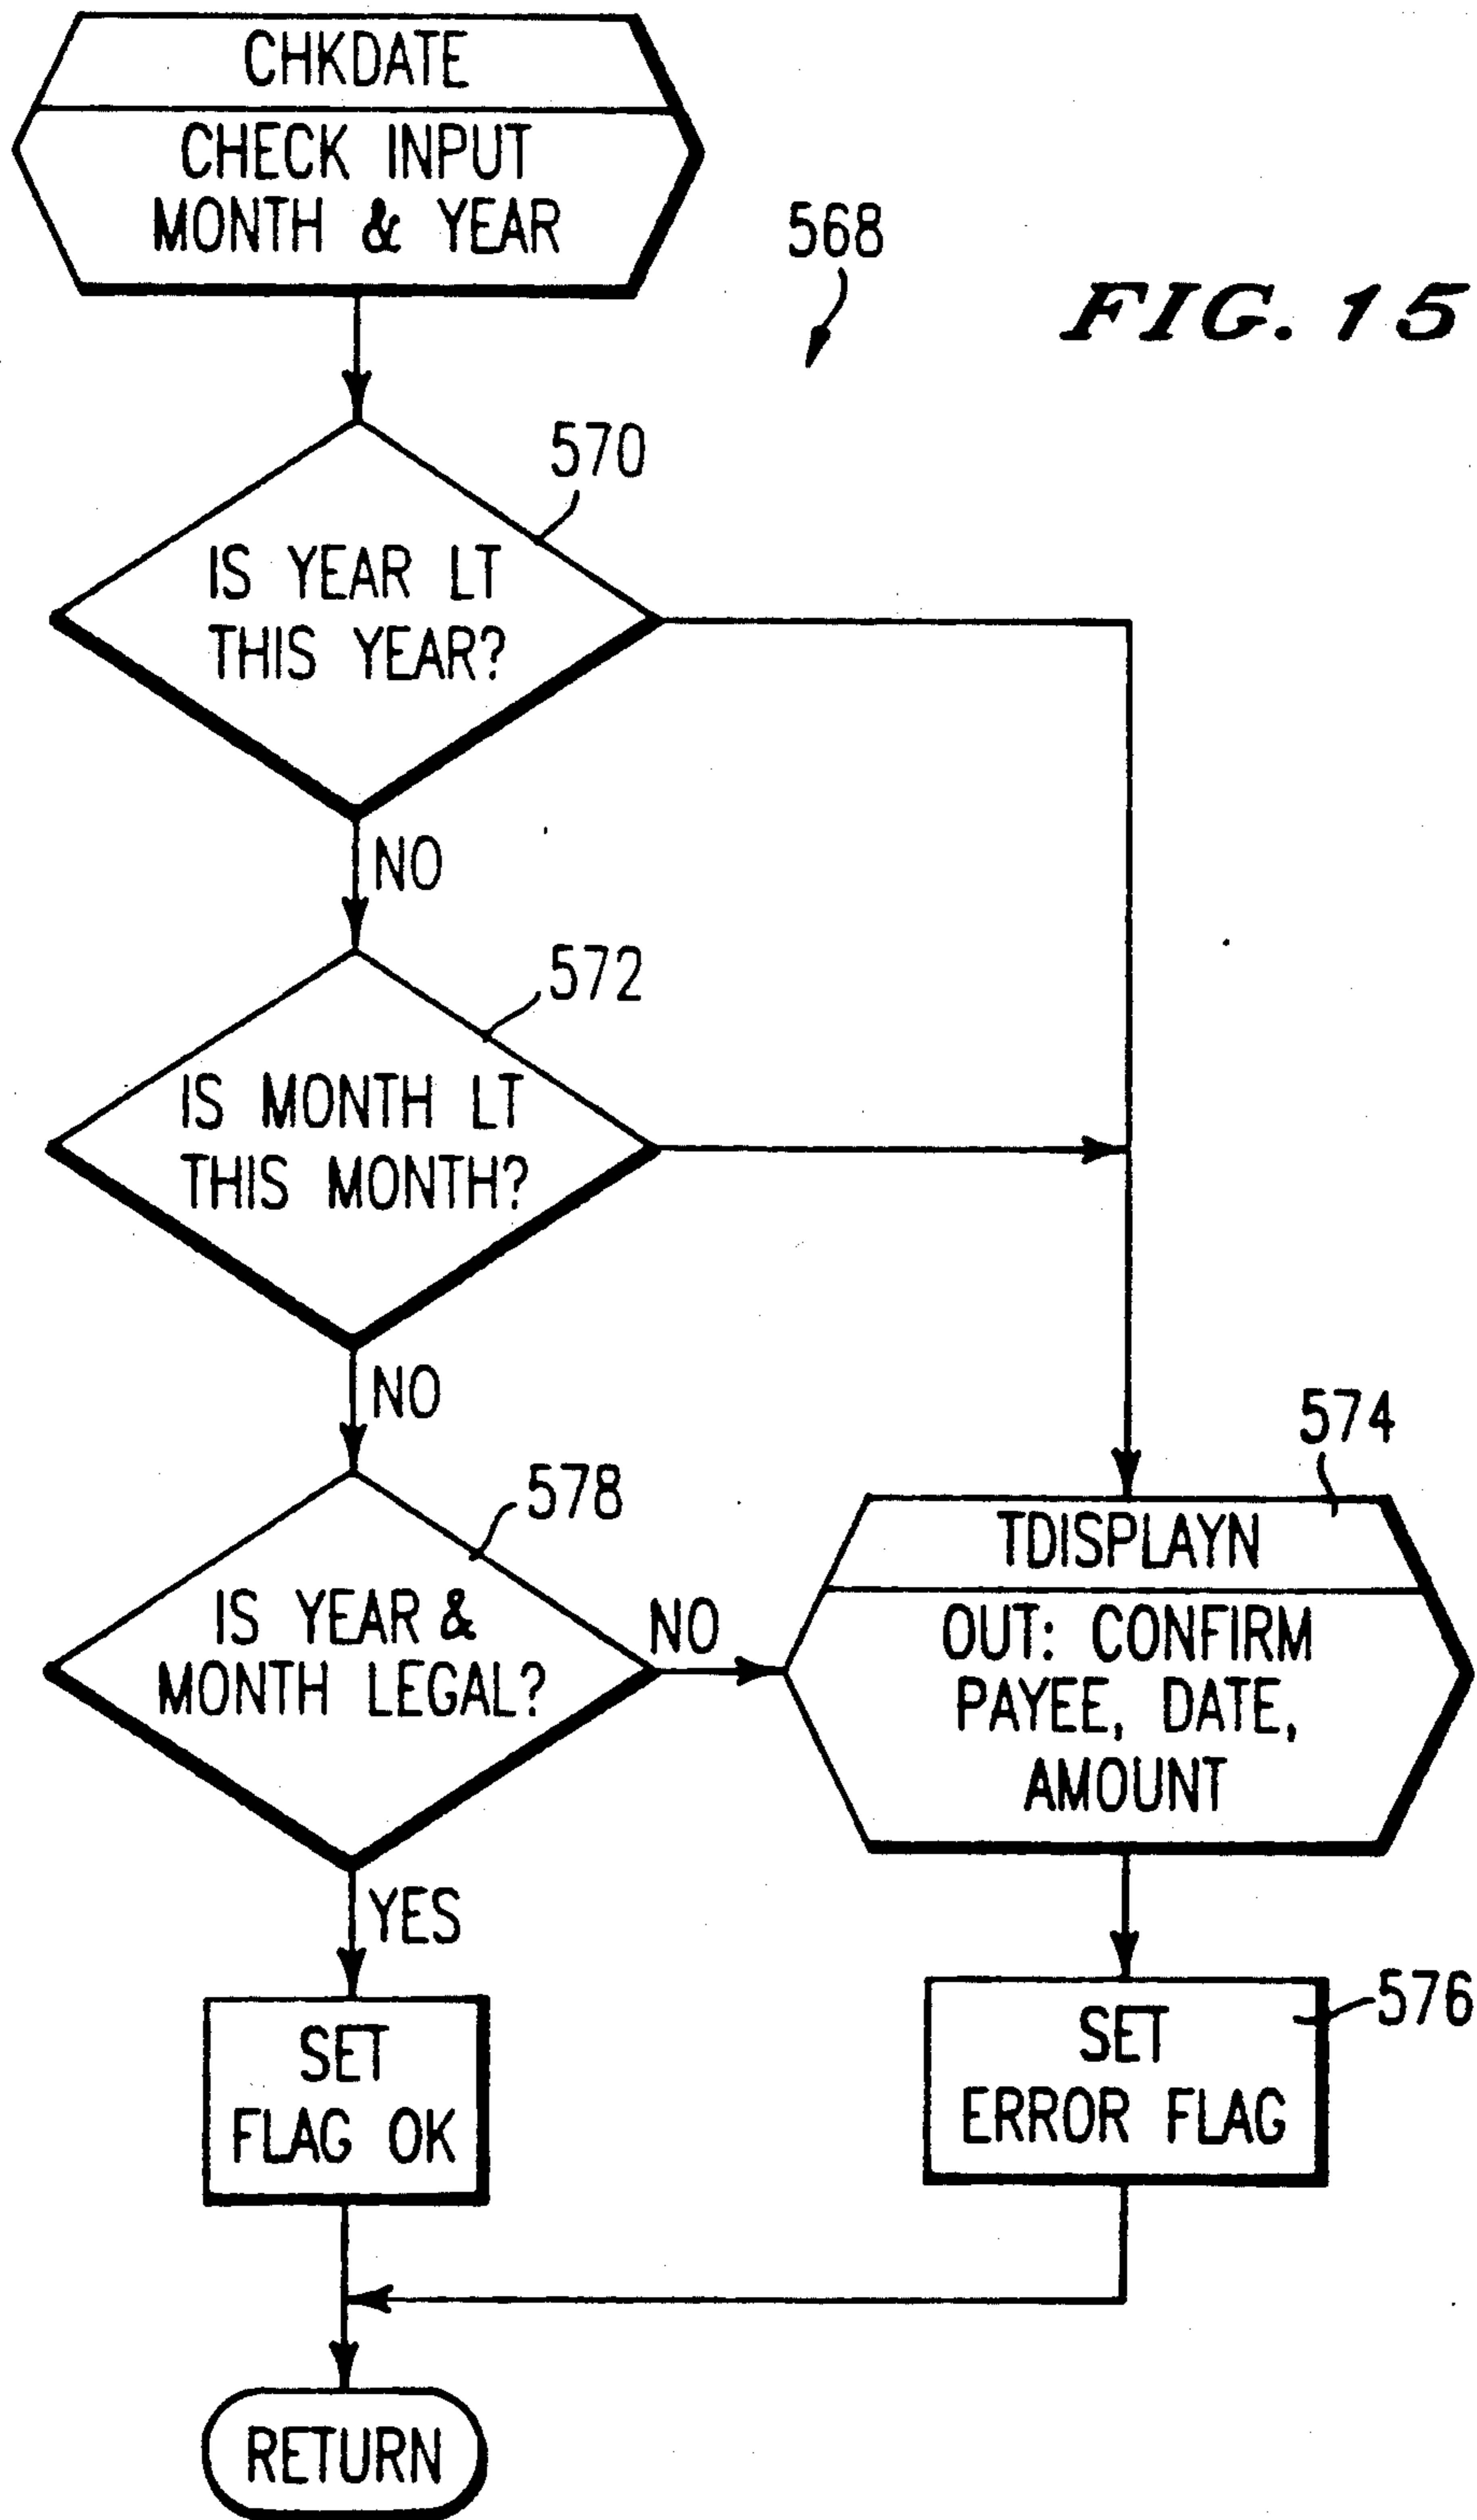 CHKDATE
CHECK INPUT
MONTH & YEAR
568
FIG. 15
570
IS YEAR LT
THIS YEAR?
NO
572
IS MONTH LT
THIS MONTH?
NO
574
578
IS YEAR &
MONTH LEGAL?
NO
TDISPLAYN
OUT: CONFIRM
PAYEE, DATE,
AMOUNT
YES
SET
FLAG OK
576
SET
ERROR FLAG
RETURN